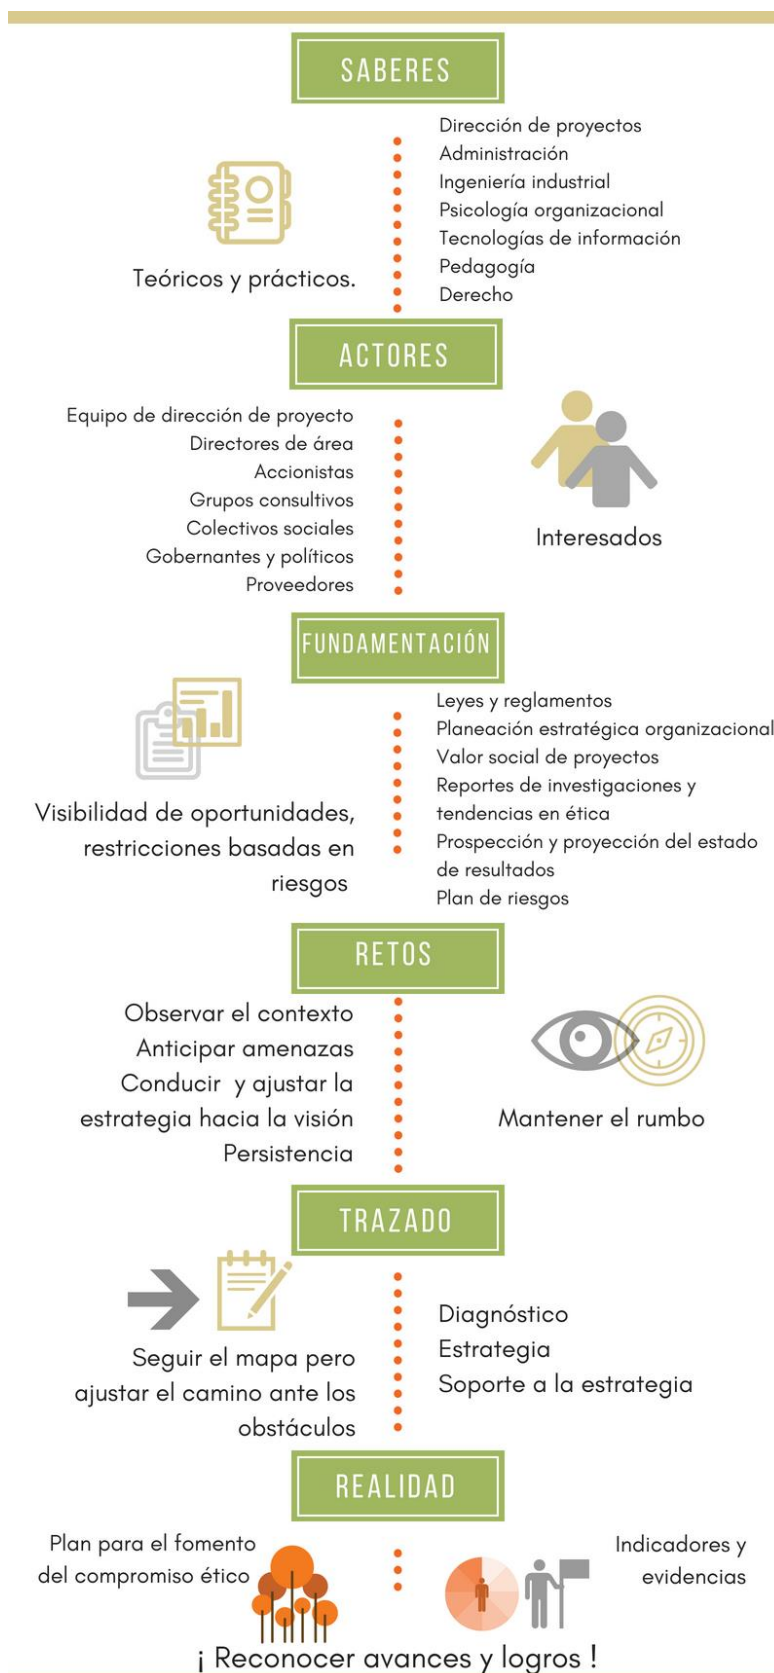 SABERES
Teóricos y prácticos.
Dirección de proyectos
Administración
Ingeniería industrial
Psicología organizacional
Tecnologías de información
Pedagogía
Derecho
ACTORES
Equipo de dirección de proyecto
Directores de área
Accionistas
Grupos consultivos
Colectivos sociales
Gobernantes y políticos
Proveedores
Interesados
FUNDAMENTACIÓN
Visibilidad de oportunidades,
restricciones basadas en
riesgos
Leyes y reglamentos
Planeación estratégica organizacional
Valor social de proyectos
Reportes de investigaciones y
tendencias en ética
Prospección y proyección del estado
de resultados
Plan de riesgos
RETOS
Observar el contexto
Anticipar amenazas
Conducir y ajustar la
estrategia hacia la visión
Persistencia
Mantener el rumbo
TRAZADO
Seguir el mapa pero
ajustar el camino ante los
obstáculos
Diagnóstico
Estrategia
Soporte a la estrategia
REALIDAD
Plan para el fomento
del compromiso ético
Indicadores y
evidencias
¡ Reconocer avances y logros !